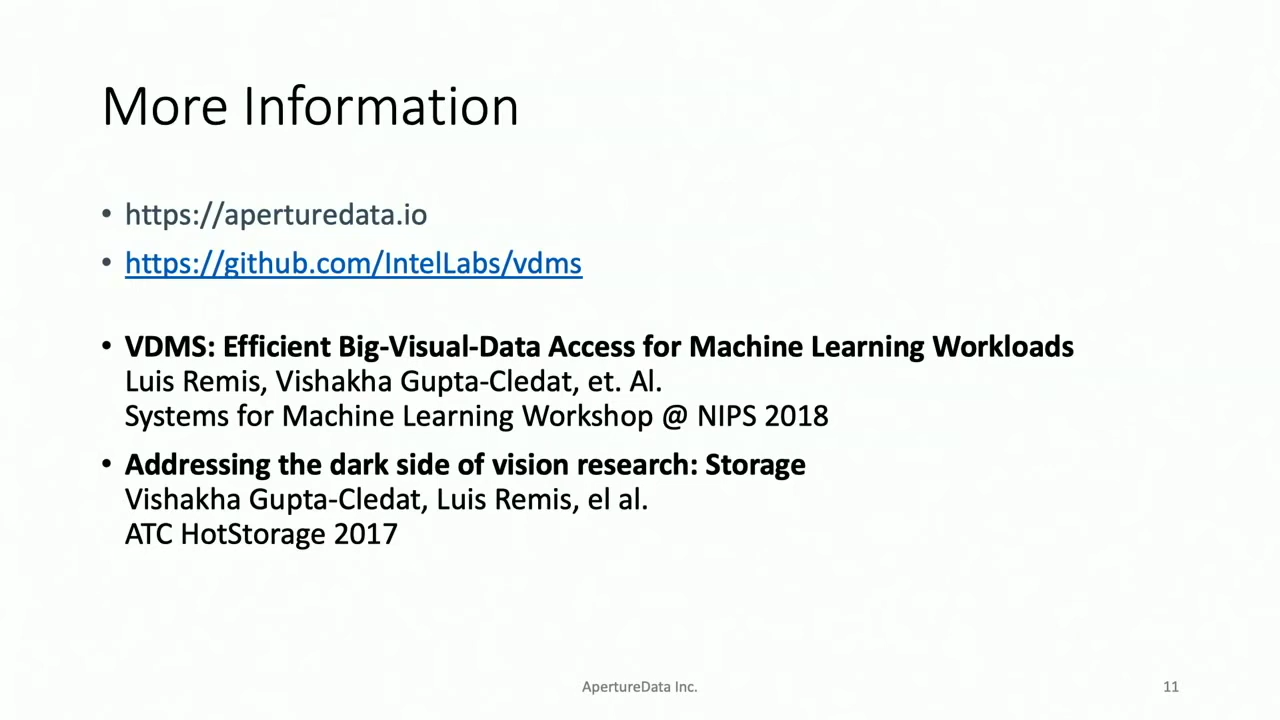 More Information
• https://aperturedata.io
• https://github.com/IntelLabs/vdms
• VDMS: Efficient Big-Visual-Data Access for Machine Learning Workloads
Luis Remis, Vishakha Gupta-Cledat, et. Al.
Systems for Machine Learning Workshop @ NIPS 2018
• Addressing the dark side of vision research: Storage
Vishakha Gupta-Cledat, Luis Remis, el al.
ATC HotStorage 2017
ApertureData Inc.
11